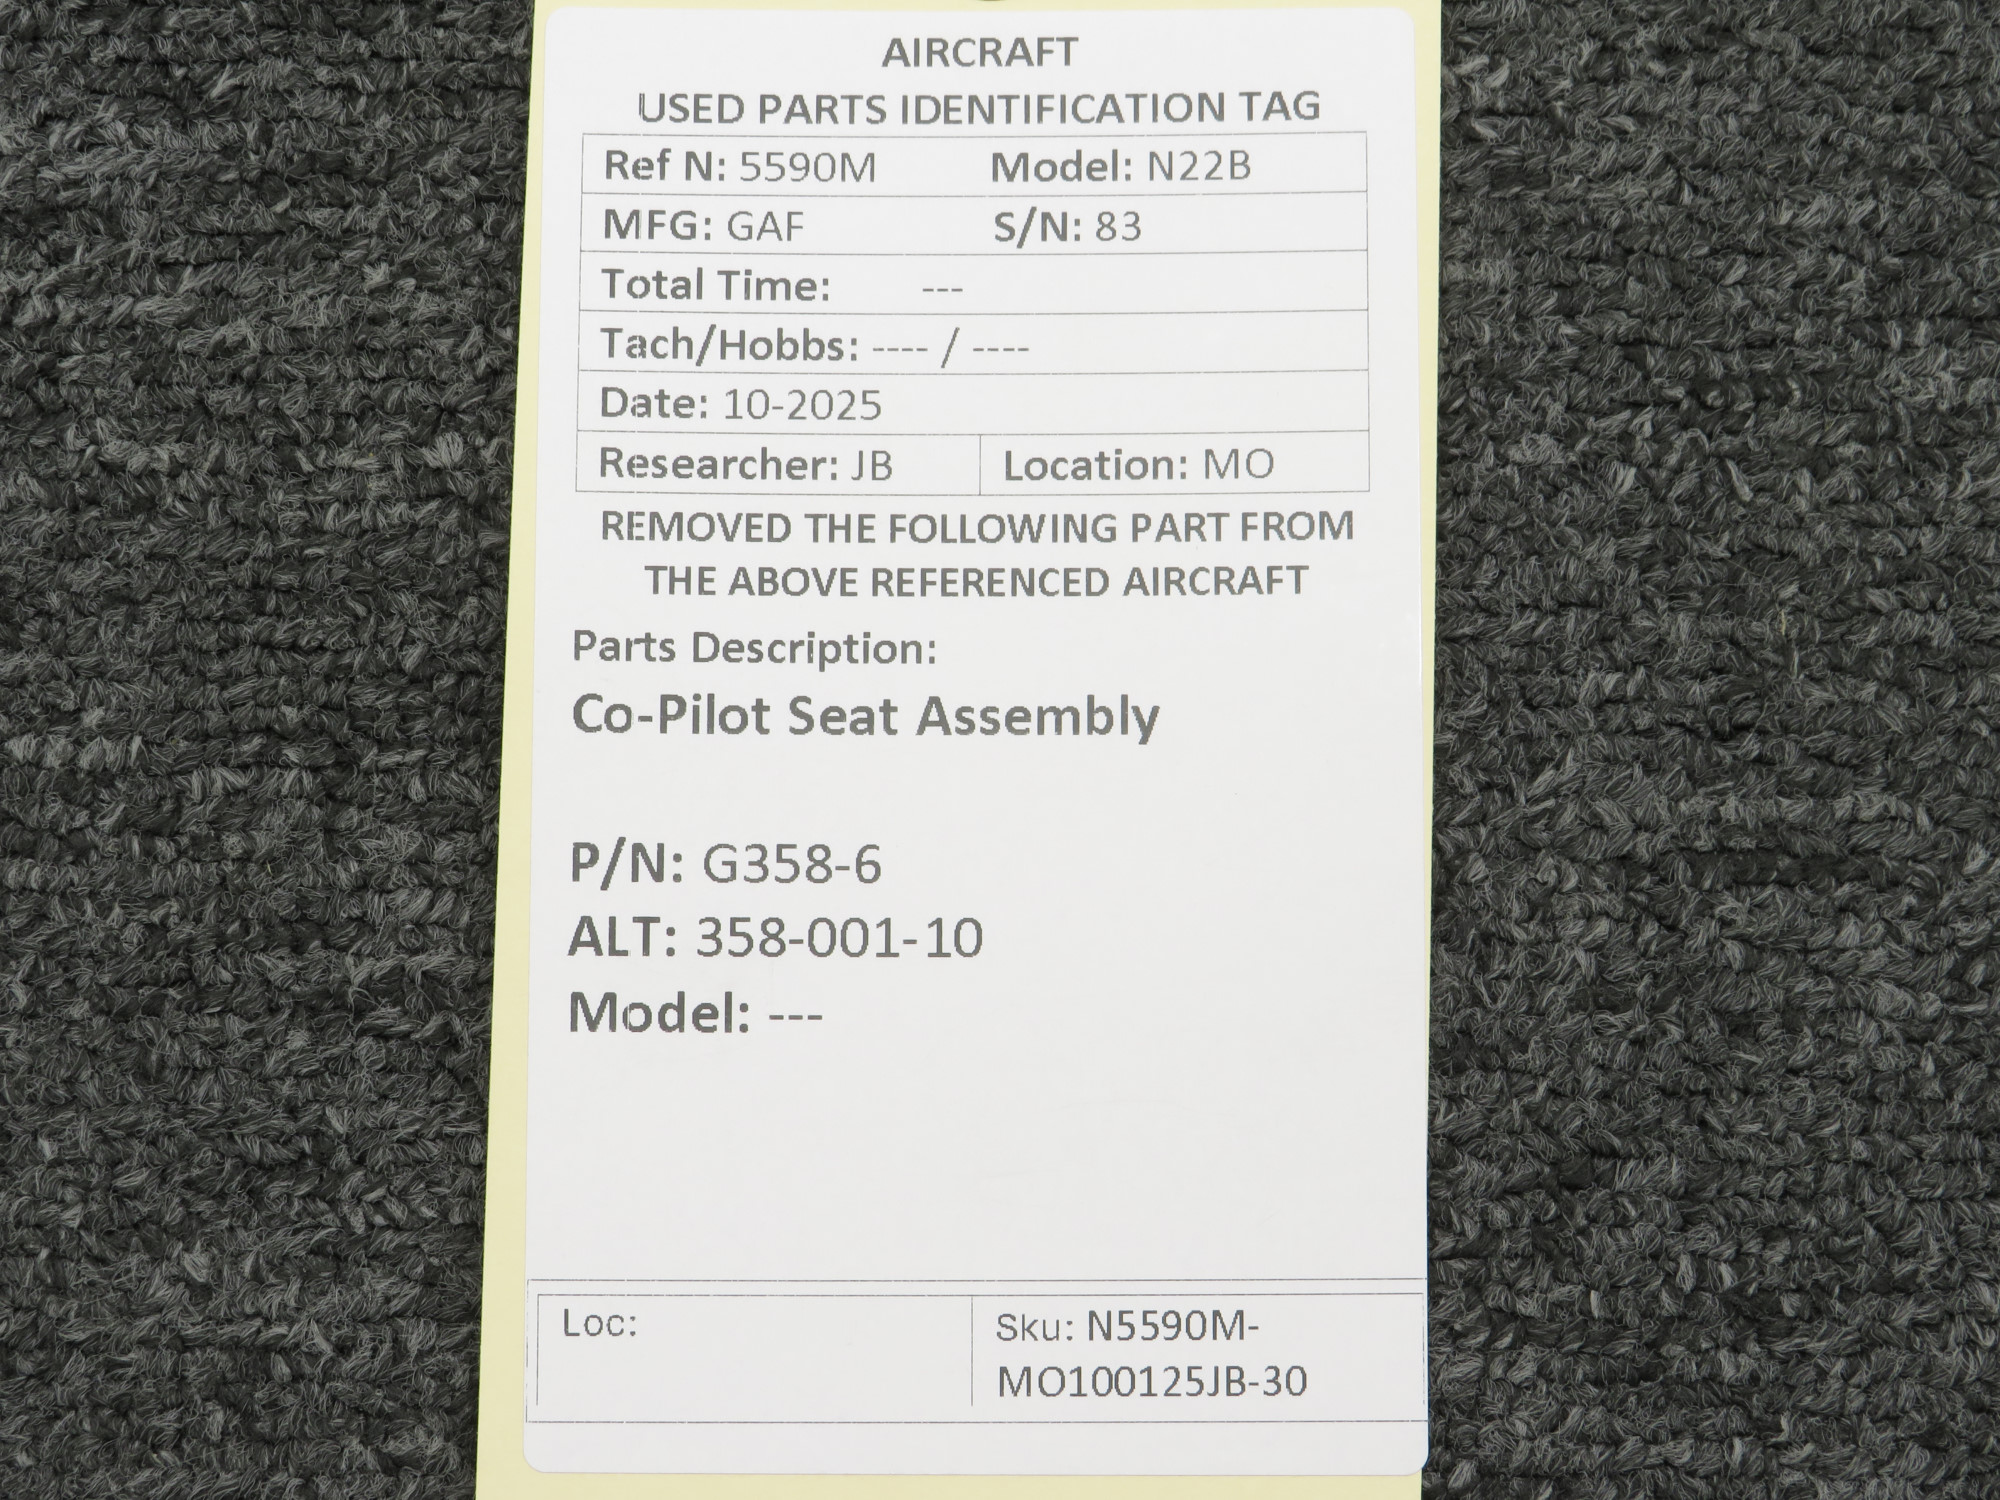 AIRCRAFT
USED PARTS IDENTIFICATION TAG
Ref N: 5590M Model: N22B
MFG: GAF S/N: 83
Total Time: ---
Tach/Hobbs: ---- / ----
Date: 10-2025
Researcher: JB Location: MO
REMOVED THE FOLLOWING PART FROM
THE ABOVE REFERENCED AIRCRAFT
Parts Description:
Co-Pilot Seat Assembly
P/N: G358-6
ALT: 358-001-10
Model: ---
Loc: Sku: N5590M-
MO100125JB-30